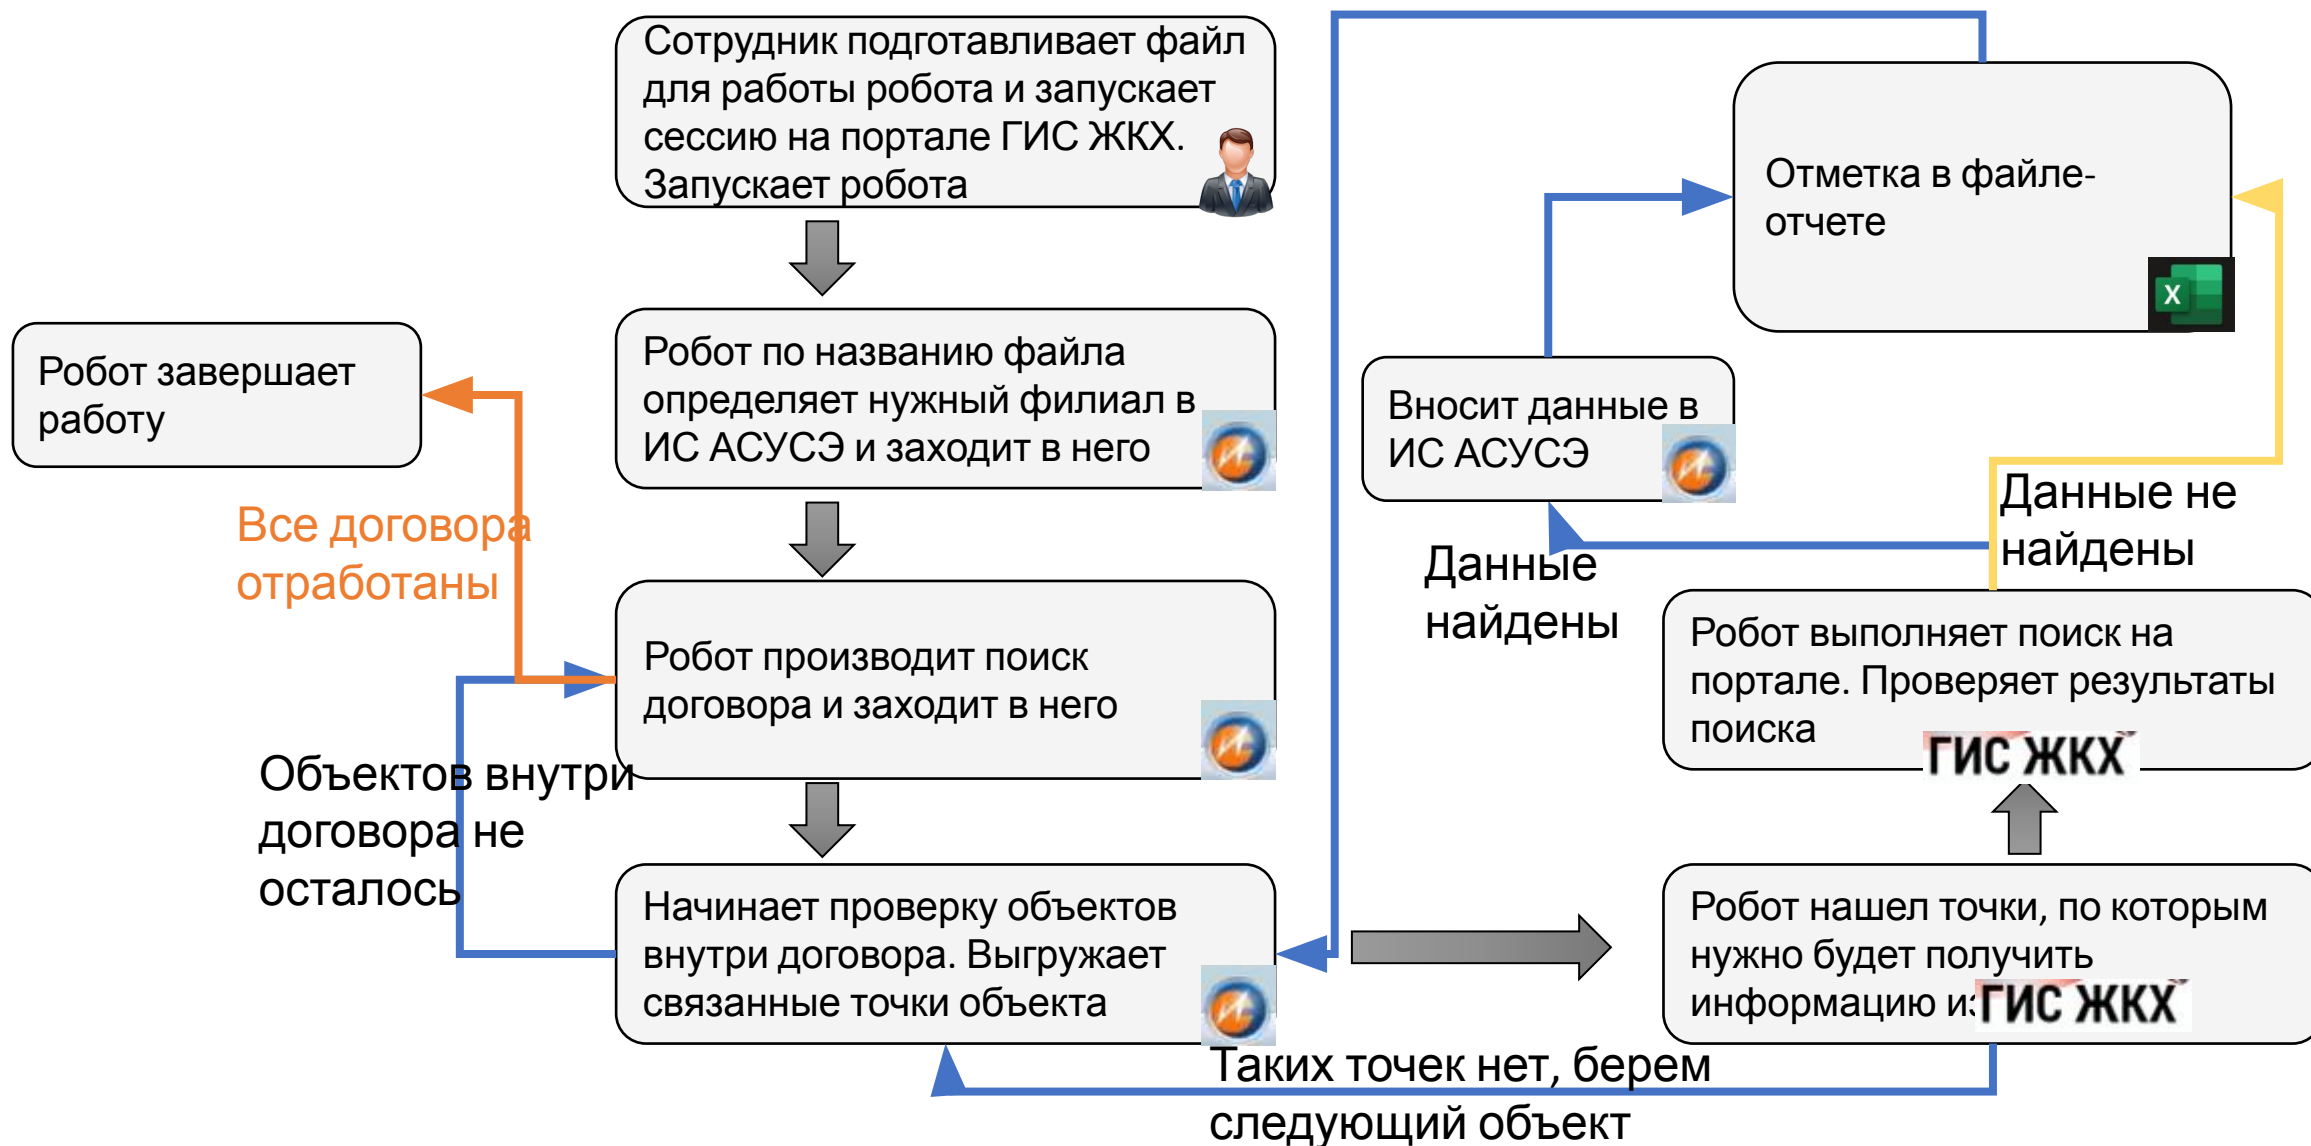 Сотрудник подготавливает файл
для работы робота и запускает
сессию на портале ГИС ЖКХ.
Запускает робота
Робот по названию файла
определяет нужный филиал в
ИС АСУСЭ и заходит в него
Робот завершает
работу
Все договора
отработаны
Робот производит поиск
договора и заходит в него
Объектов внутри
договора не
осталось
Начинает проверку объектов
внутри договора. Выгружает
связанные точки объекта
Таких точек нет, берем
следующий объект
Робот нашел точки, по которым
нужно будет получить
информацию из
ГИС ЖКХ
Робот выполняет поиск на
портале. Проверяет результаты
поиска
ГИС ЖКХ
Данные
найдены
Данные не
найдены
Вносит данные в
ИС АСУСЭ
Отметка в файле-
отчете
X